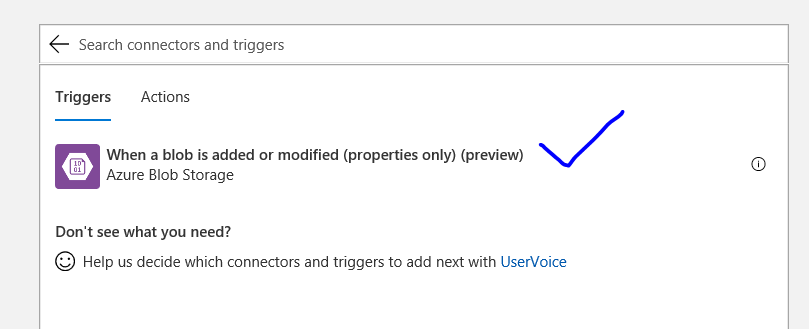 Search connectors and triggers
Triggers Actions
When a blob is added or modified (properties only) (preview)
Azure Blob Storage
Don't see what you need?
Help us decide which connectors and triggers to add next with UserVoice